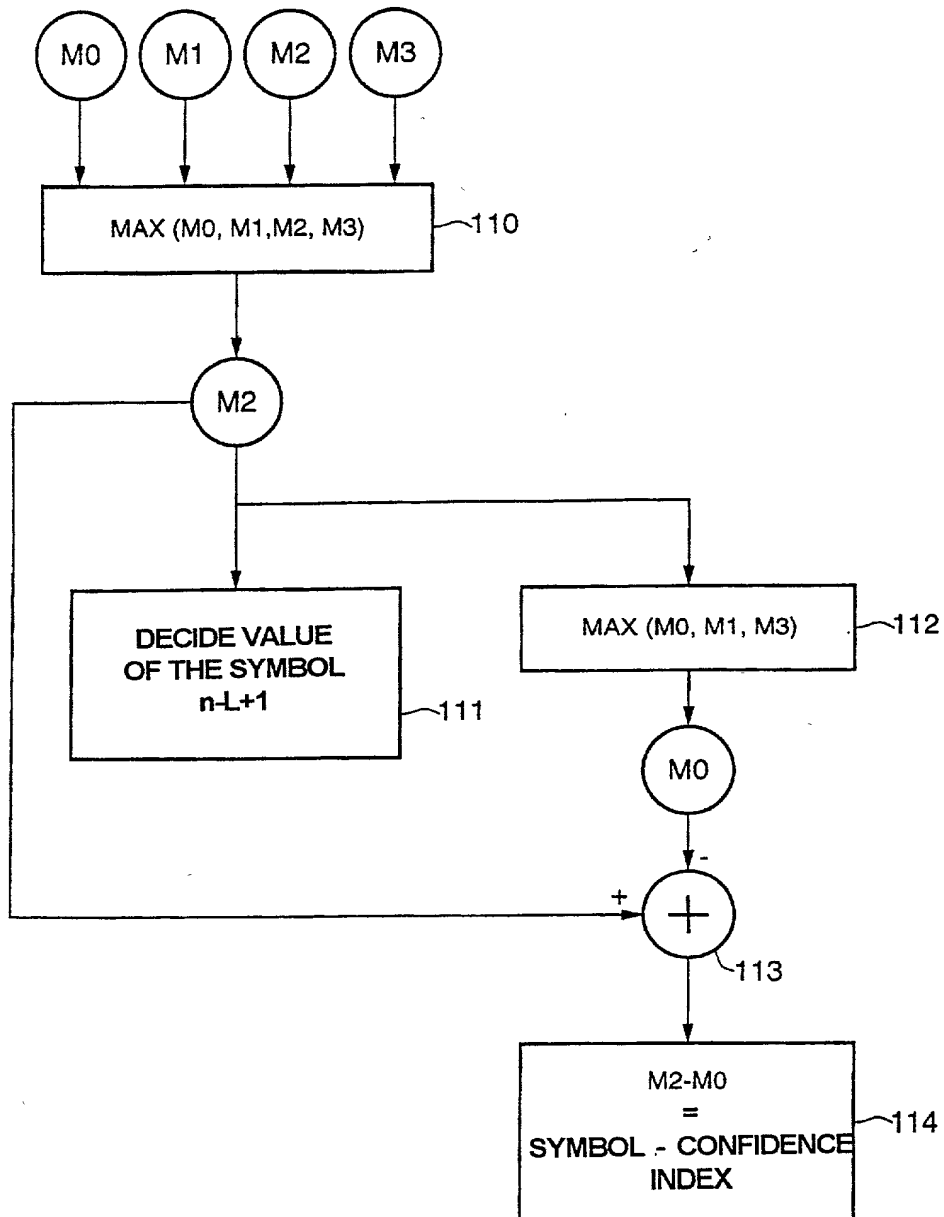 M0 M1 M2 M3
MAX (M0, M1,M2, M3)
110
M2
DECIDE VALUE
OF THE SYMBOL
n-L+1
111
MAX (M0, M1, M3)
112
M0
-
+
+
113
M2-M0
=
SYMBOL - CONFIDENCE
INDEX
114